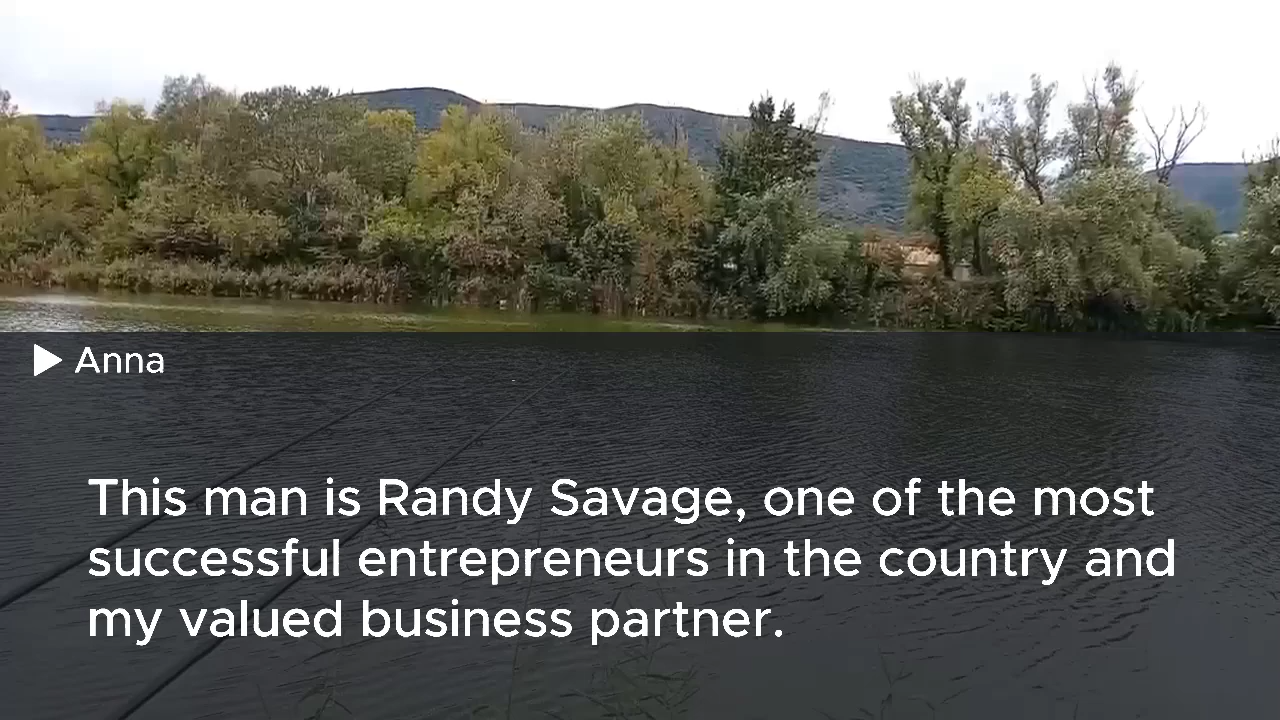 Anna
This man is Randy Savage, one of the most
successful entrepreneurs in the country and
my valued business partner.